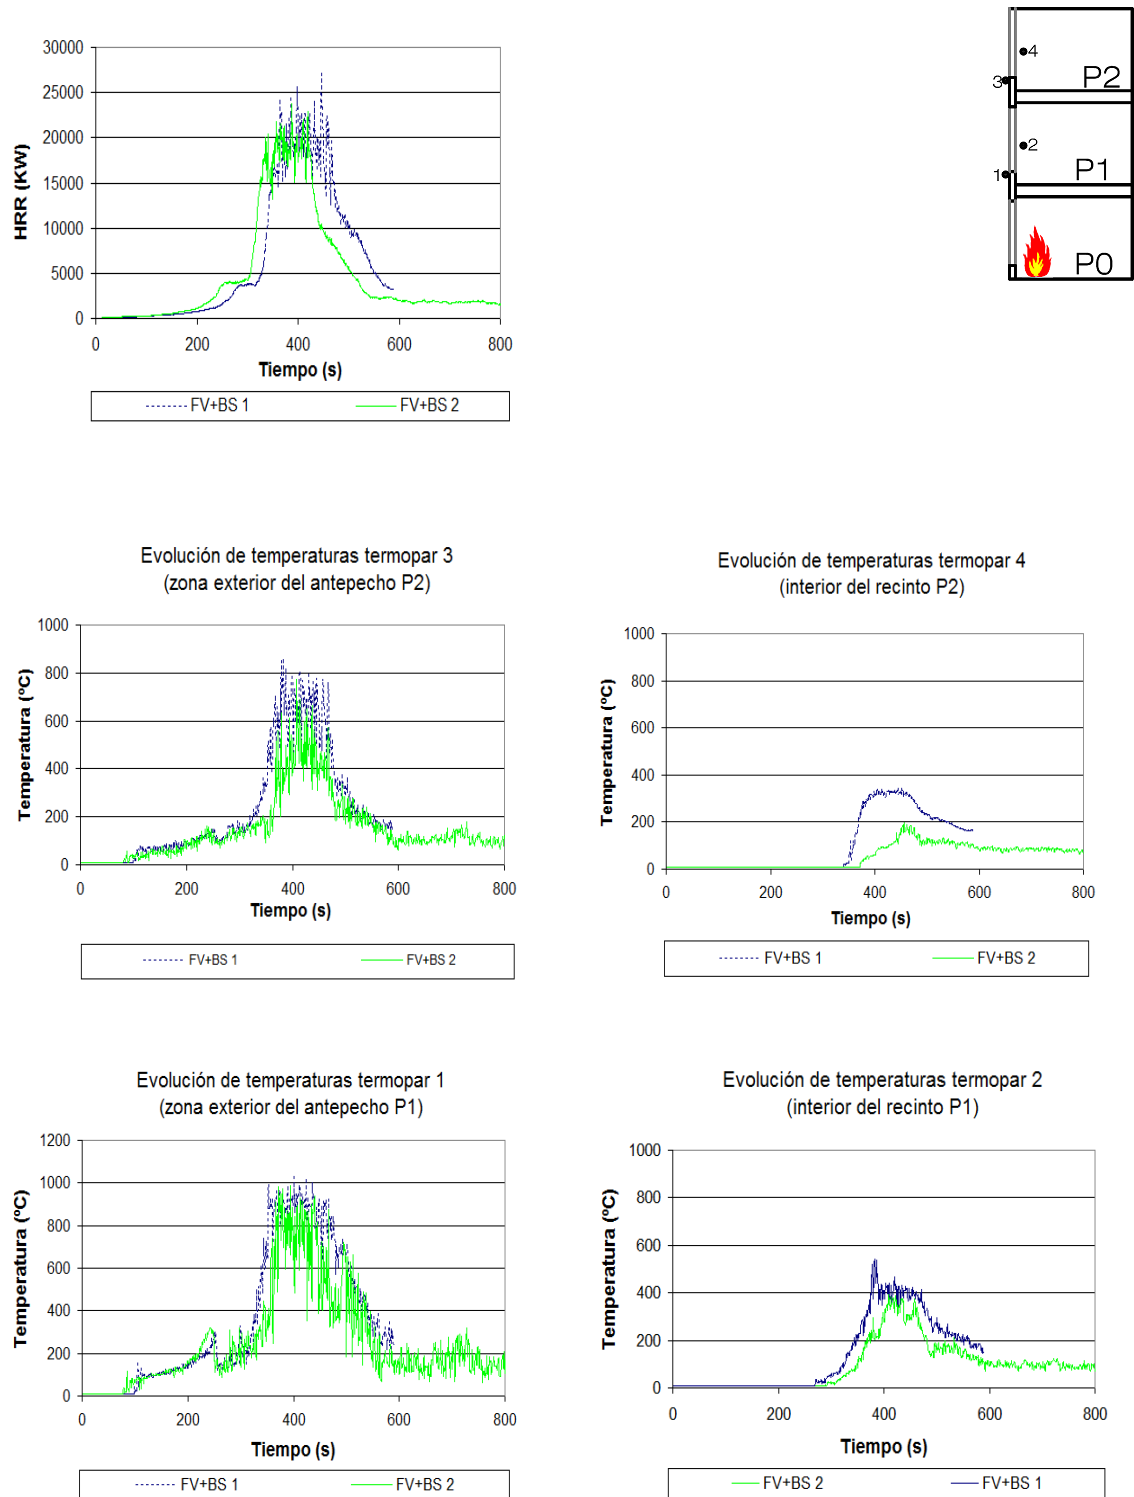 30000
25000
20000
15000
10000
5000
0
HRR (KW)
0 200 400 600 800
Tiempo (s)
FV+BS 1 FV+BS 2
4
3
P2
2
1
P1
P0
Evolución de temperaturas termopar 3
(zona exterior del antepecho P2)
1000
800
600
400
200
0
Temperatura (ºC)
0 200 400 600 800
Tiempo (s)
FV+BS 1 FV+BS 2
Evolución de temperaturas termopar 4
(interior del recinto P2)
1000
800
600
400
200
0
Temperatura (ºC)
0 200 400 600 800
Tiempo (s)
FV+BS 1 FV+BS 2
Evolución de temperaturas termopar 1
(zona exterior del antepecho P1)
1200
1000
800
600
400
200
0
Temperatura (ºC)
0 200 400 600 800
Tiempo (s)
FV+BS 1 FV+BS 2
Evolución de temperaturas termopar 2
(interior del recinto P1)
1000
800
600
400
200
0
Temperatura (ºC)
0 200 400 600 800
Tiempo (s)
FV+BS 2 FV+BS 1